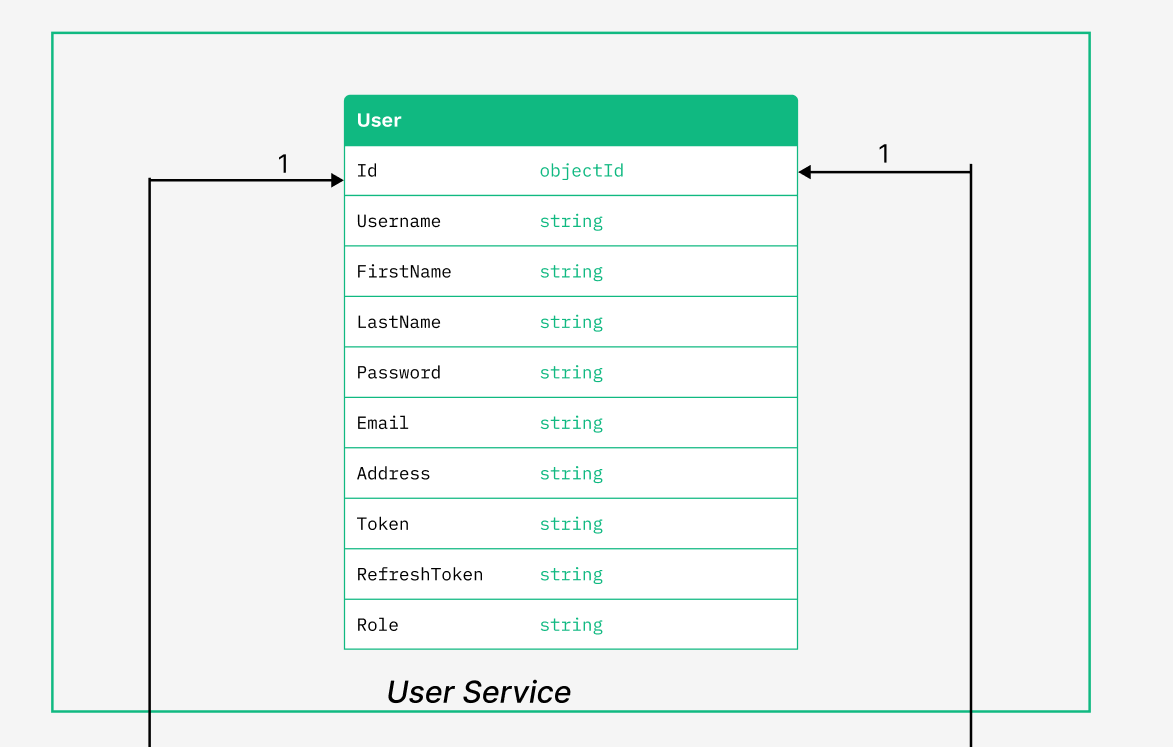 User
1
1
Id objectId
Username string
FirstName string
LastName string
Password string
Email string
Address string
Token string
RefreshToken string
Role string
User Service